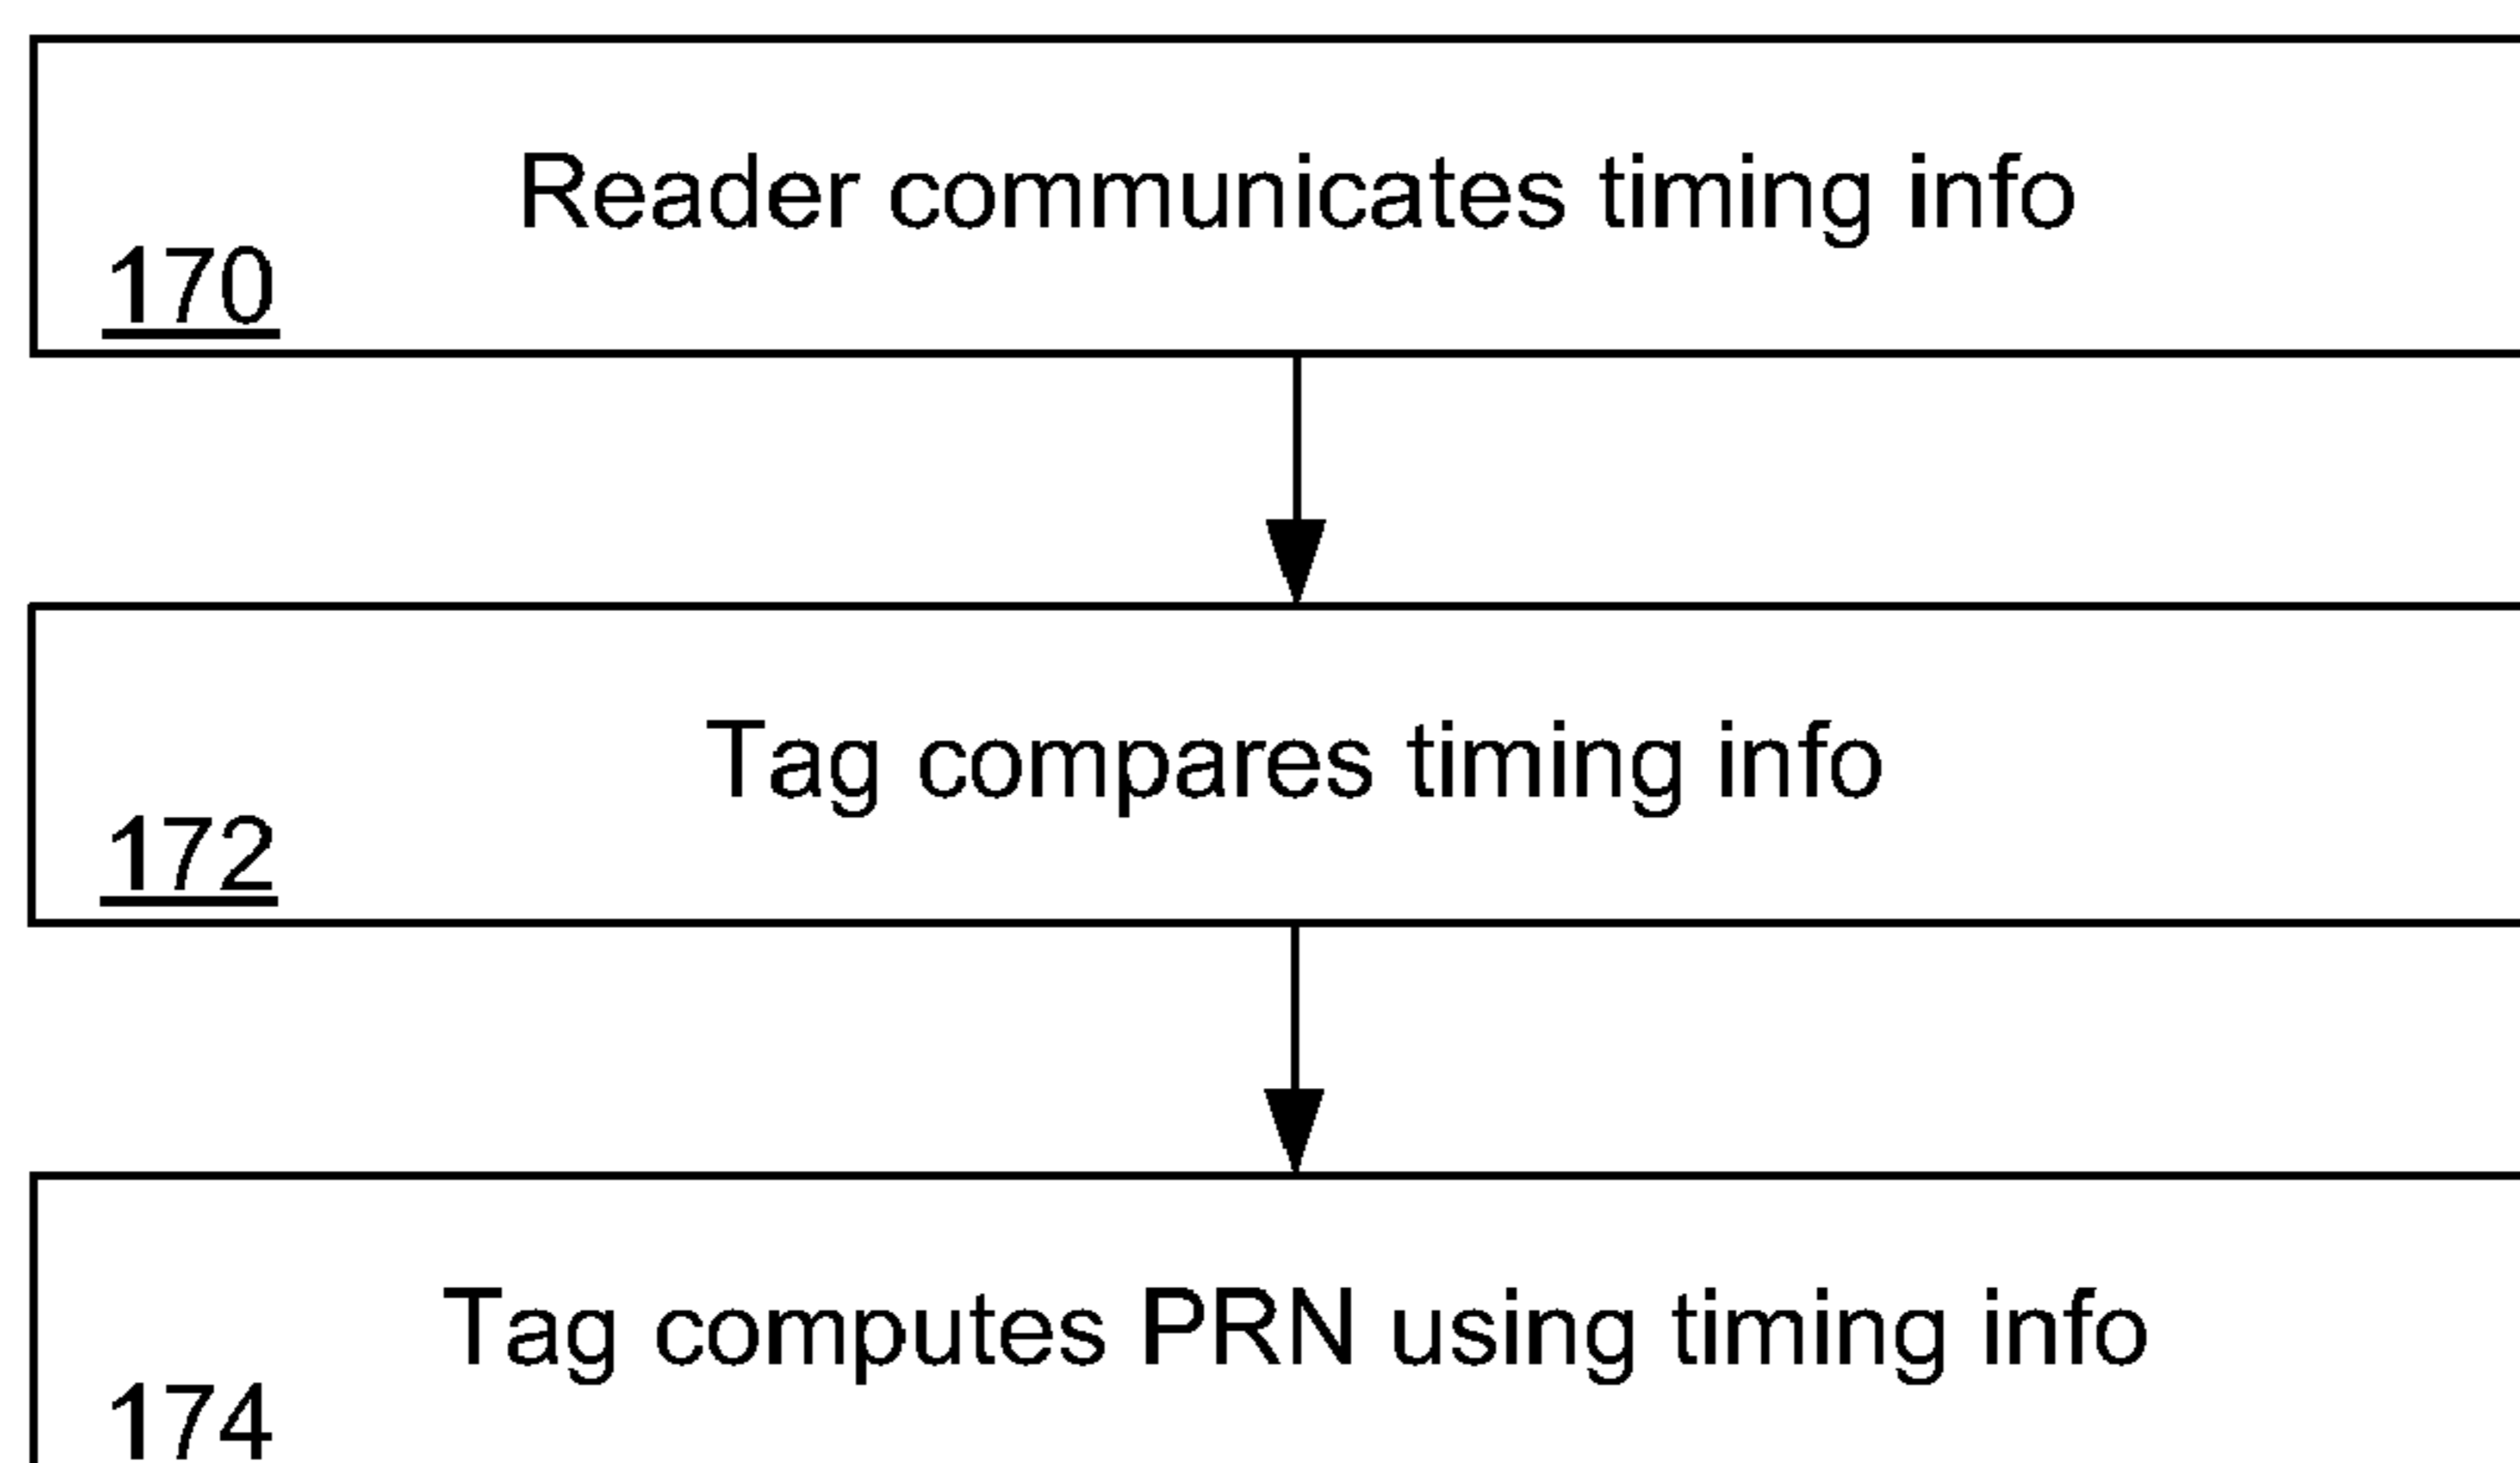 Reader communicates timing info
170
Tag compares timing info
172
Tag computes PRN using timing info
174